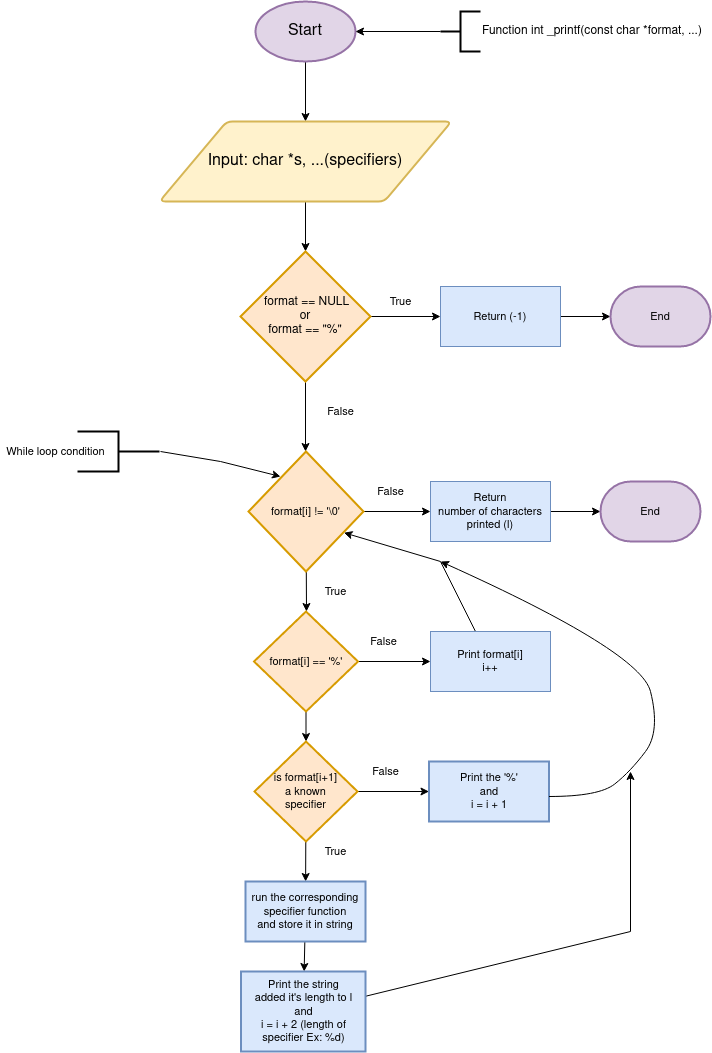 Start
Function int _printf(const char *format, ...)
Input: char *s, ...(specifiers)
format == NULL
or
format == "%"
True
Return (-1)
End
False
While loop condition
format[i] != '\0'
False
Return
number of characters
printed (l)
End
True
format[i] == '%'
False
Print format[i]
i++
is format[i+1]
a known
specifier
False
Print the '%'
and
i = i + 1
True
run the corresponding
specifier function
and store it in string
Print the string
added it's length to l
and
i = i + 2 (length of
specifier Ex: %d)